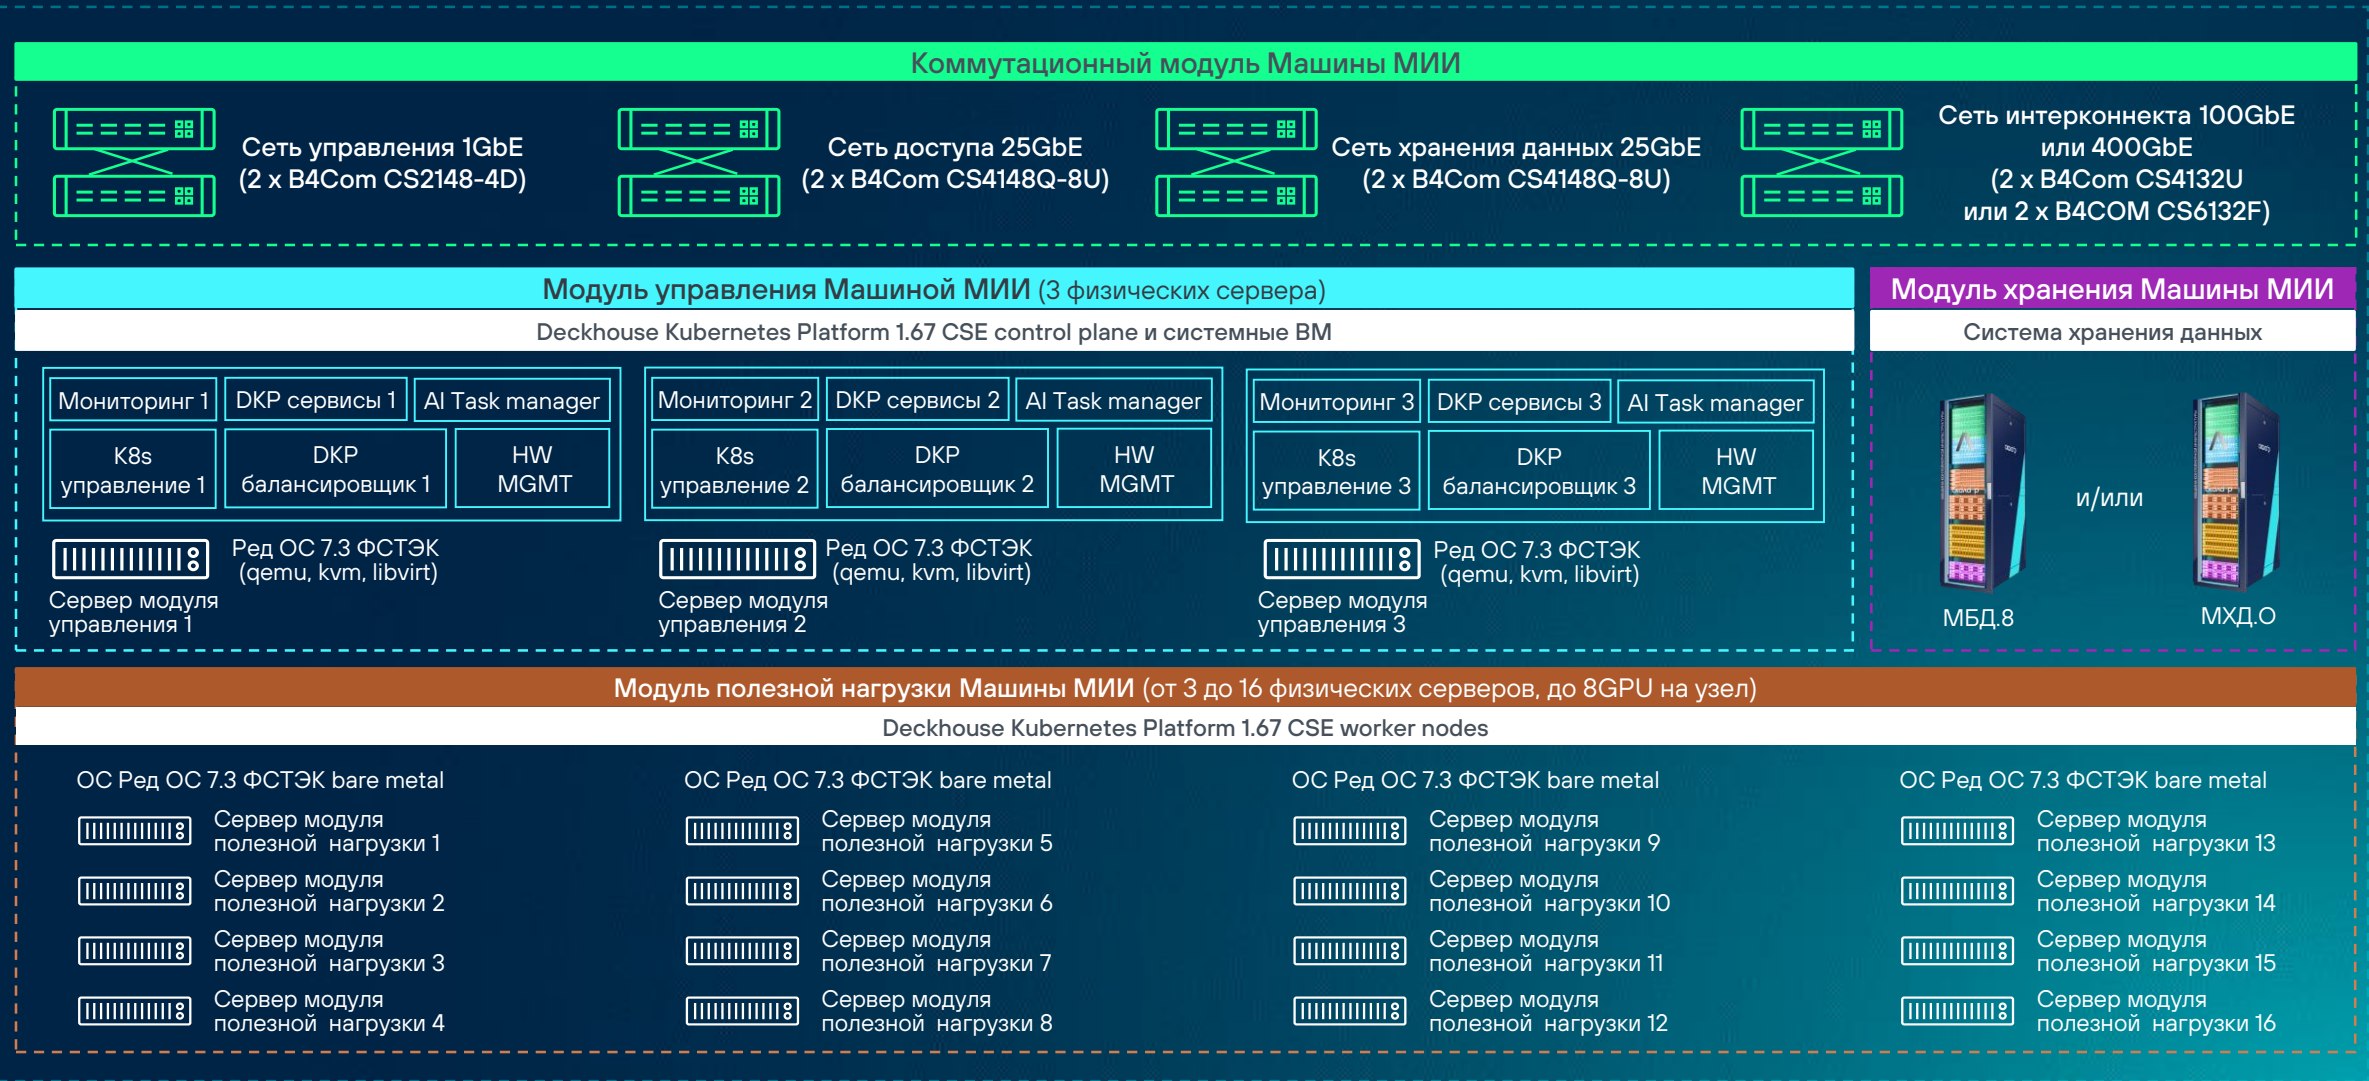 Коммутационный модуль Машины МИИ
Сеть управления 1GbE
(2 x B4Com CS2148-4D)
Сеть доступа 25GbE
(2 x B4Com CS4148Q-8U)
Сеть хранения данных 25GbE
(2 x B4Com CS4148Q-8U)
Сеть интерконнекта 100GbE
или 400GbE
(2 x B4Com CS4132U
или 2 x B4COM CS6132F)
Модуль управления Машиной МИИ (3 физических сервера)
Deckhouse Kubernetes Platform 1.67 CSE control plane и системные ВМ
Мониторинг 1
DKP сервисы 1
AI Task manager
K8s
управление 1
DKP
балансировщик 1
HW
MGMT
Ред ОС 7.3 ФСТЭК
(qemu, kvm, libvirt)
Сервер модуля
управления 1
Мониторинг 2
DKP сервисы 2
AI Task manager
K8s
управление 2
DKP
балансировщик 2
HW
MGMT
Ред ОС 7.3 ФСТЭК
(qemu, kvm, libvirt)
Сервер модуля
управления 2
Мониторинг 3
DKP сервисы 3
AI Task manager
K8s
управление 3
DKP
балансировщик 3
HW
MGMT
Ред ОС 7.3 ФСТЭК
(qemu, kvm, libvirt)
Сервер модуля
управления 3
Модуль хранения Машины МИИ
Система хранения данных
и/или
МБД.8
МХД.О
Модуль полезной нагрузки Машины МИИ (от 3 до 16 физических серверов, до 8GPU на узел)
Deckhouse Kubernetes Platform 1.67 CSE worker nodes
ОС Ред ОС 7.3 ФСТЭК bare metal
Сервер модуля
полезной нагрузки 1
Сервер модуля
полезной нагрузки 2
Сервер модуля
полезной нагрузки 3
Сервер модуля
полезной нагрузки 4
ОС Ред ОС 7.3 ФСТЭК bare metal
Сервер модуля
полезной нагрузки 5
Сервер модуля
полезной нагрузки 6
Сервер модуля
полезной нагрузки 7
Сервер модуля
полезной нагрузки 8
ОС Ред ОС 7.3 ФСТЭК bare metal
Сервер модуля
полезной нагрузки 9
Сервер модуля
полезной нагрузки 10
Сервер модуля
полезной нагрузки 11
Сервер модуля
полезной нагрузки 12
ОС Ред ОС 7.3 ФСТЭК bare metal
Сервер модуля
полезной нагрузки 13
Сервер модуля
полезной нагрузки 14
Сервер модуля
полезной нагрузки 15
Сервер модуля
полезной нагрузки 16